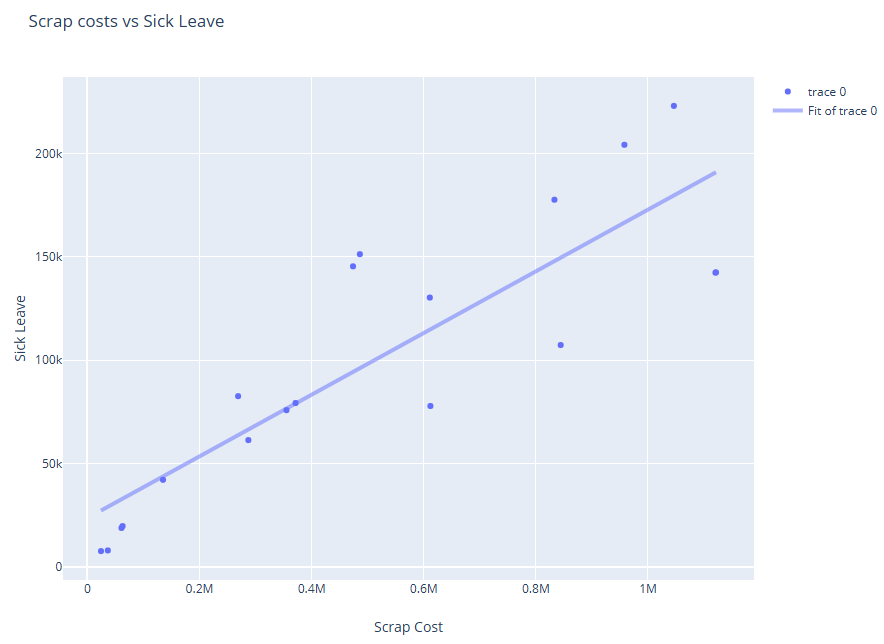 Scrap costs vs Sick Leave
trace 0
Fit of trace 0
200k
150k
100k
50k
0
Sick Leave
0 0.2M 0.4M 0.6M 0.8M 1M
Scrap Cost